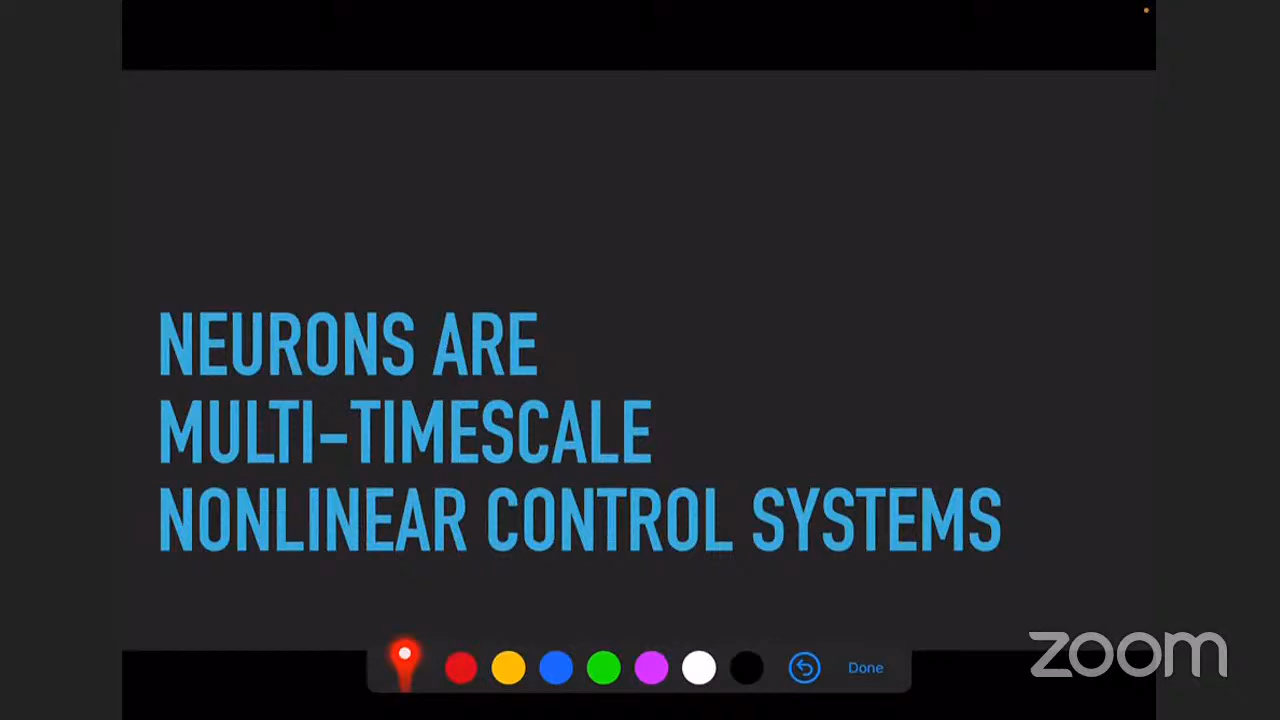 NEURONS ARE
MULTI-TIMESCALE
NONLINEAR CONTROL SYSTEMS
Done
zoom